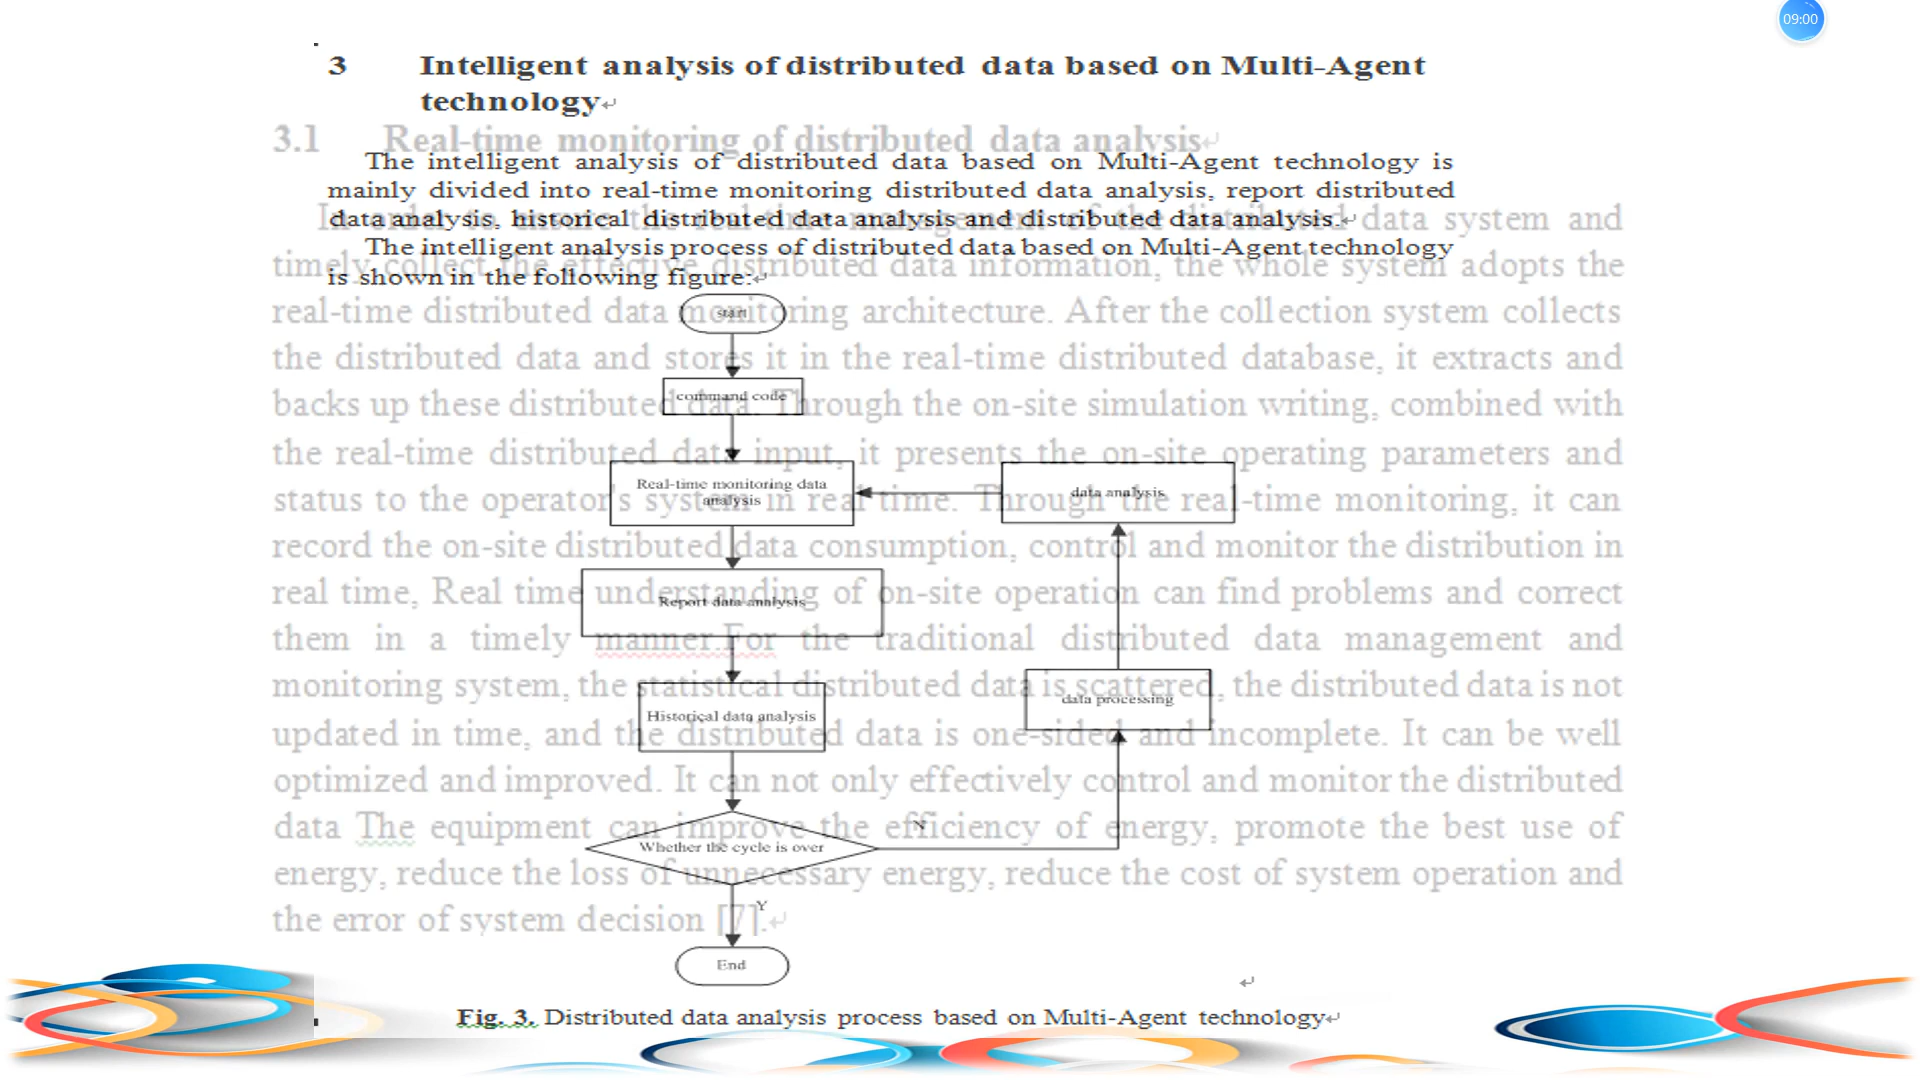 09:00
3 Intelligent analysis of distributed data based on Multi-Agent
technology
The intelligent analysis of distributed data based on Multi-Agent technology is
mainly divided into real-time monitoring distributed data analysis, report distributed
data analysis, historical distributed data analysis and distributed data analysis.
The intelligent analysis process of distributed data based on Multi-Agent technology
is shown in the following figure:
start
command code
Real-time monitoring data
analysis
data analysis
Report data analysis
Historical data analysis
data processing
N
Whether the cycle is over
Y
End
Fig. 3. Distributed data analysis process based on Multi-Agent technology
3.1 Real-time monitoring of distributed data analysis
In order to ensure the real-time management of the distributed data system and
timely collect the effective distributed data information, the whole system adopts the
real-time distributed data monitoring architecture. After the collection system collects
the distributed data and stores it in the real-time distributed database, it extracts and
backs up these distributed data. Through the on-site simulation writing, combined with
the real-time distributed data input, it presents the on-site operating parameters and
status to the operator's system in real time. Through the real-time monitoring, it can
record the on-site distributed data consumption, control and monitor the distribution in
real time, Real time understanding of on-site operation can find problems and correct
them in a timely manner.For the traditional distributed data management and
monitoring system, the statistical distributed data is scattered, the distributed data is not
updated in time, and the distributed data is one-sided and incomplete. It can be well
optimized and improved. It can not only effectively control and monitor the distributed
data The equipment can improve the efficiency of energy, promote the best use of
energy, reduce the loss of unnecessary energy, reduce the cost of system operation and
the error of system decision [7].